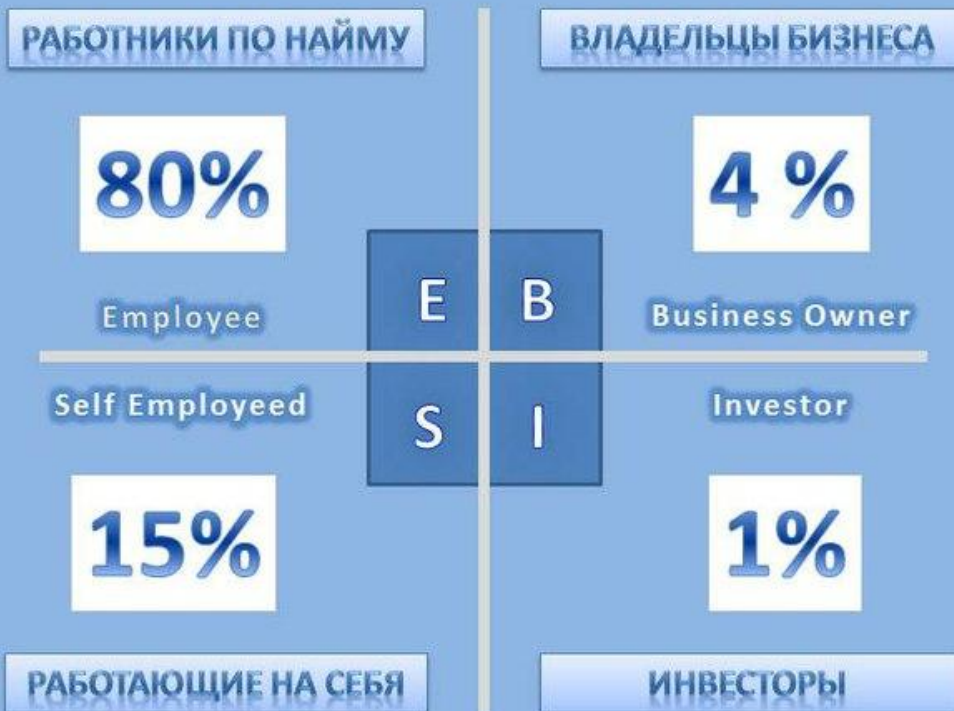 РАБОТНИКИ ПО НАЙМУ
80%
Employee
ВЛАДЕЛЬЦЫ БИЗНЕСА
4 %
Business Owner
E B
S I
Self Employeed
15%
РАБОТАЮЩИЕ НА СЕБЯ
Investor
1%
ИНВЕСТОРЫ